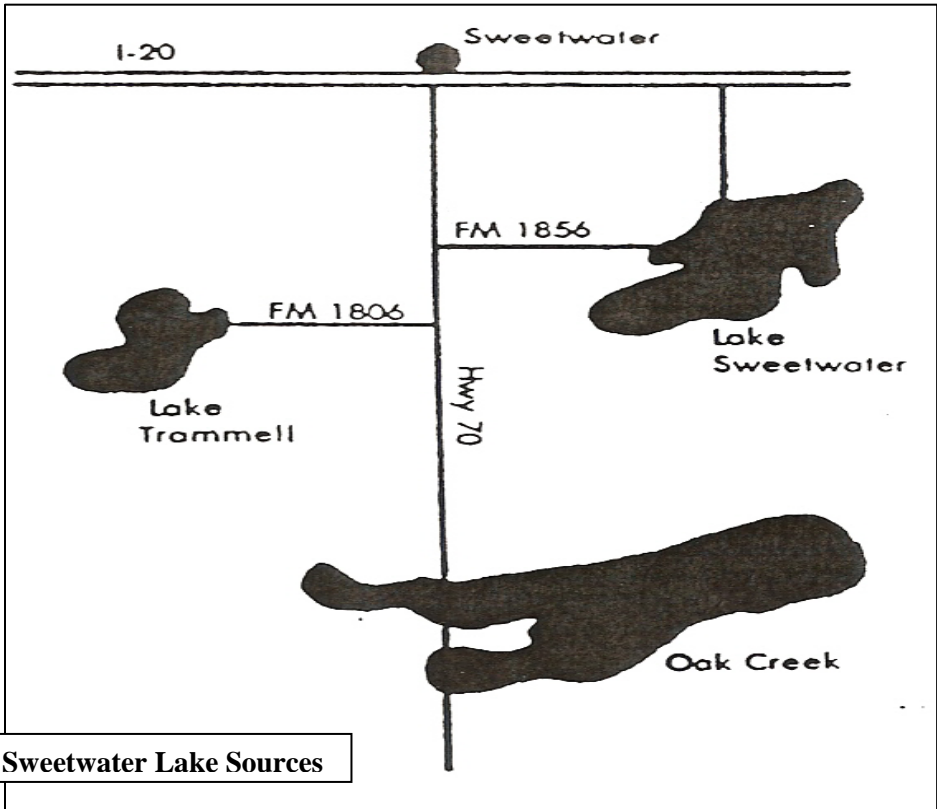 Sweetwater
I-20
FM 1856
FM 1806
Lake
Sweetwater
Hwy 70
Lake
Trammell
Oak Creek
Sweetwater Lake Sources